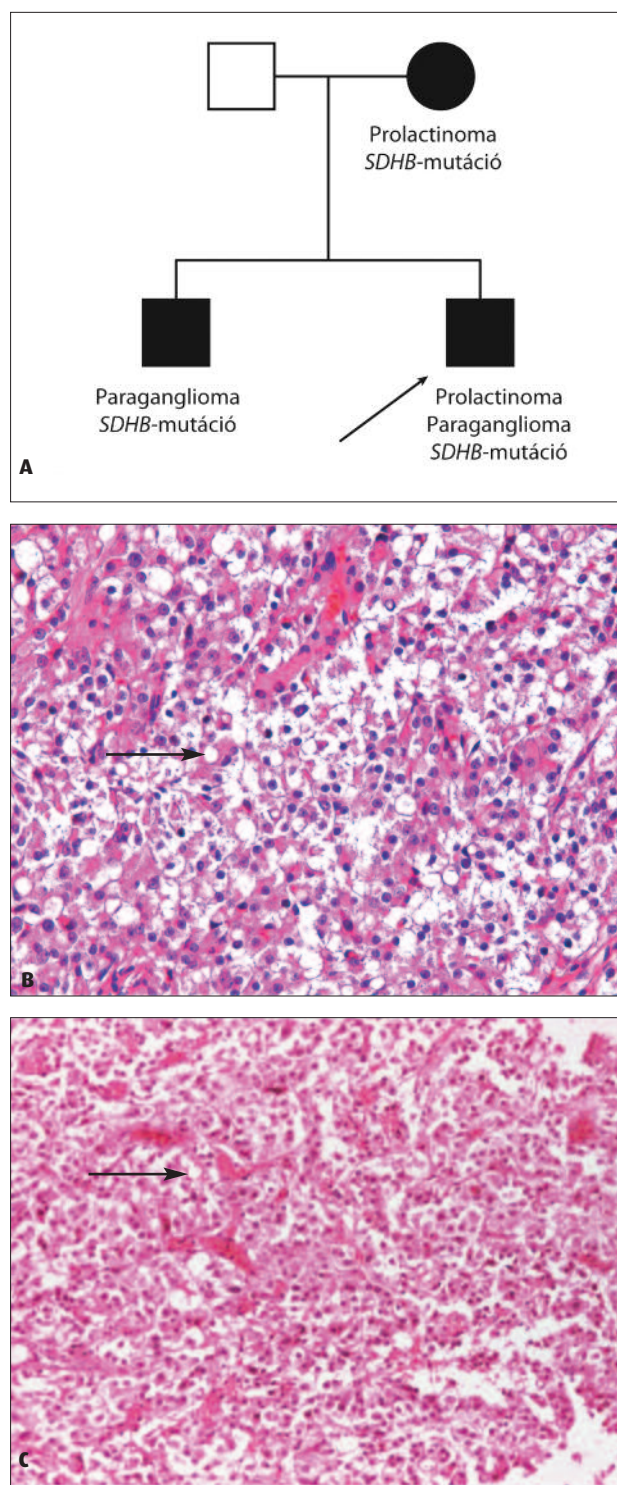 Prolactinoma
SDHB-mutáció
Paraganglioma
SDHB-mutáció
Prolactinoma
Paraganglioma
SDHB-mutáció
A
B
C